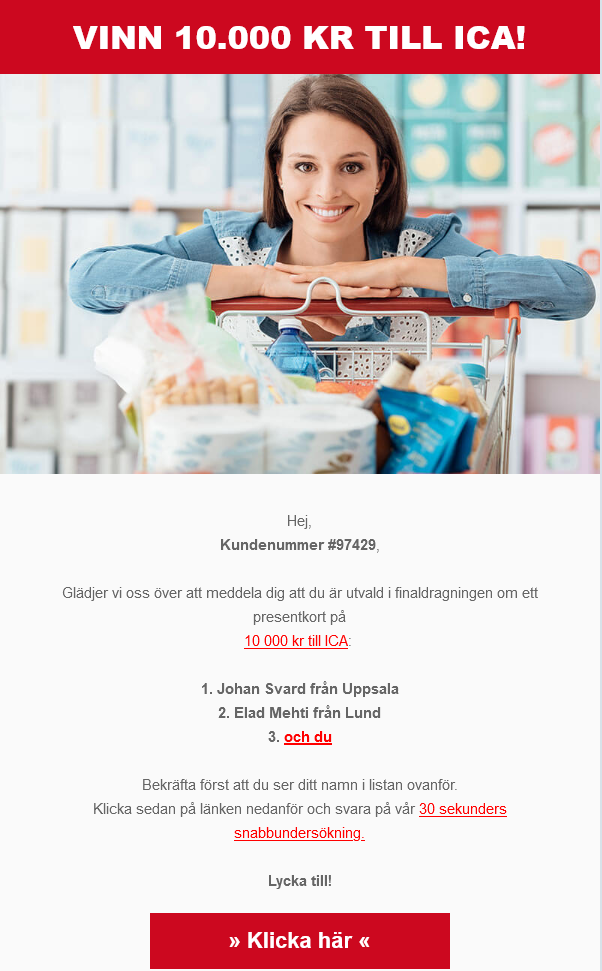 VINN 10.000 KR TILL ICA!
Hej,
Kundenummer #97429,
Glädjer vi oss över att meddela dig att du är utvald i finaldragningen om ett
presentkort på
10 000 kr till ICA:
1. Johan Svard från Uppsala
2. Elad Mehti från Lund
3. och du
Bekräfta först att du ser ditt namn i listan ovanför.
Klicka sedan på länken nedanför och svara på vår 30 sekunders
snabbundersökning.
Lycka till!
» Klicka här «